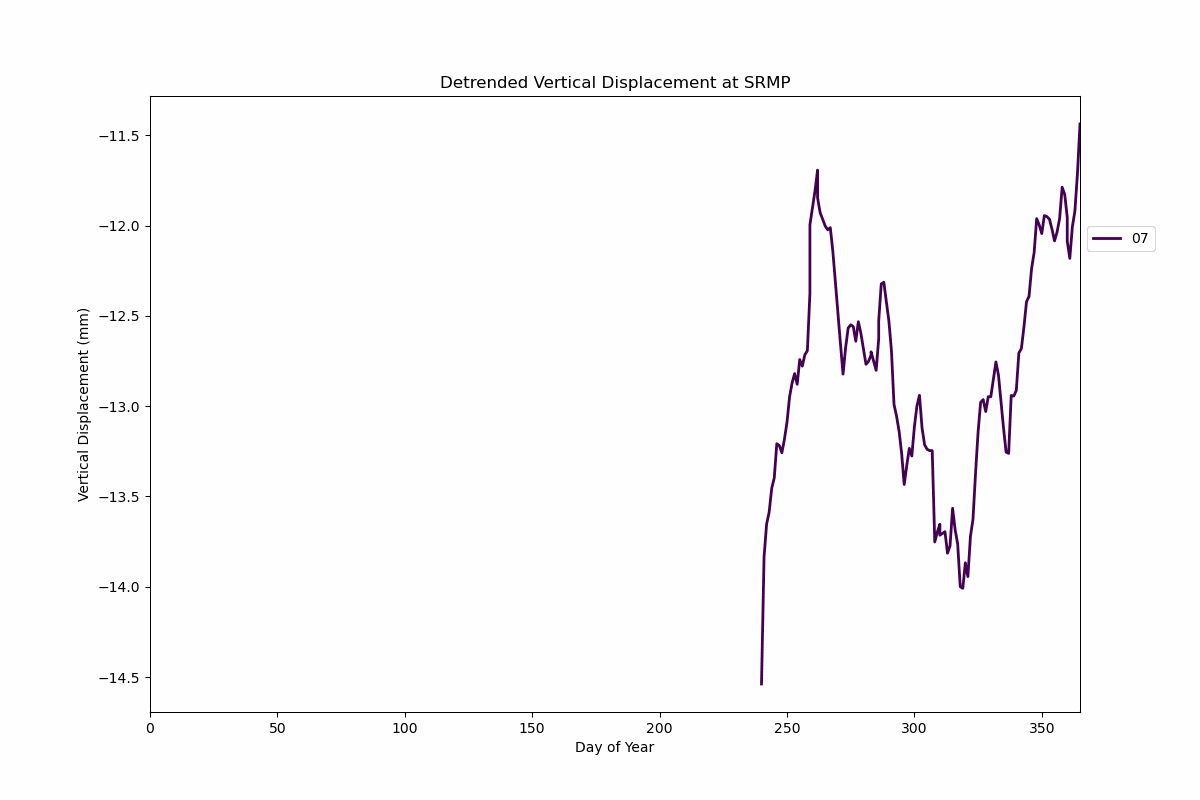 Detrended Vertical Displacement at SRMP
−11.5
−12.0
−12.5
−13.0
−13.5
−14.0
−14.5
Vertical Displacement (mm)
07
0 50 100 150 200 250 300 350
Day of Year